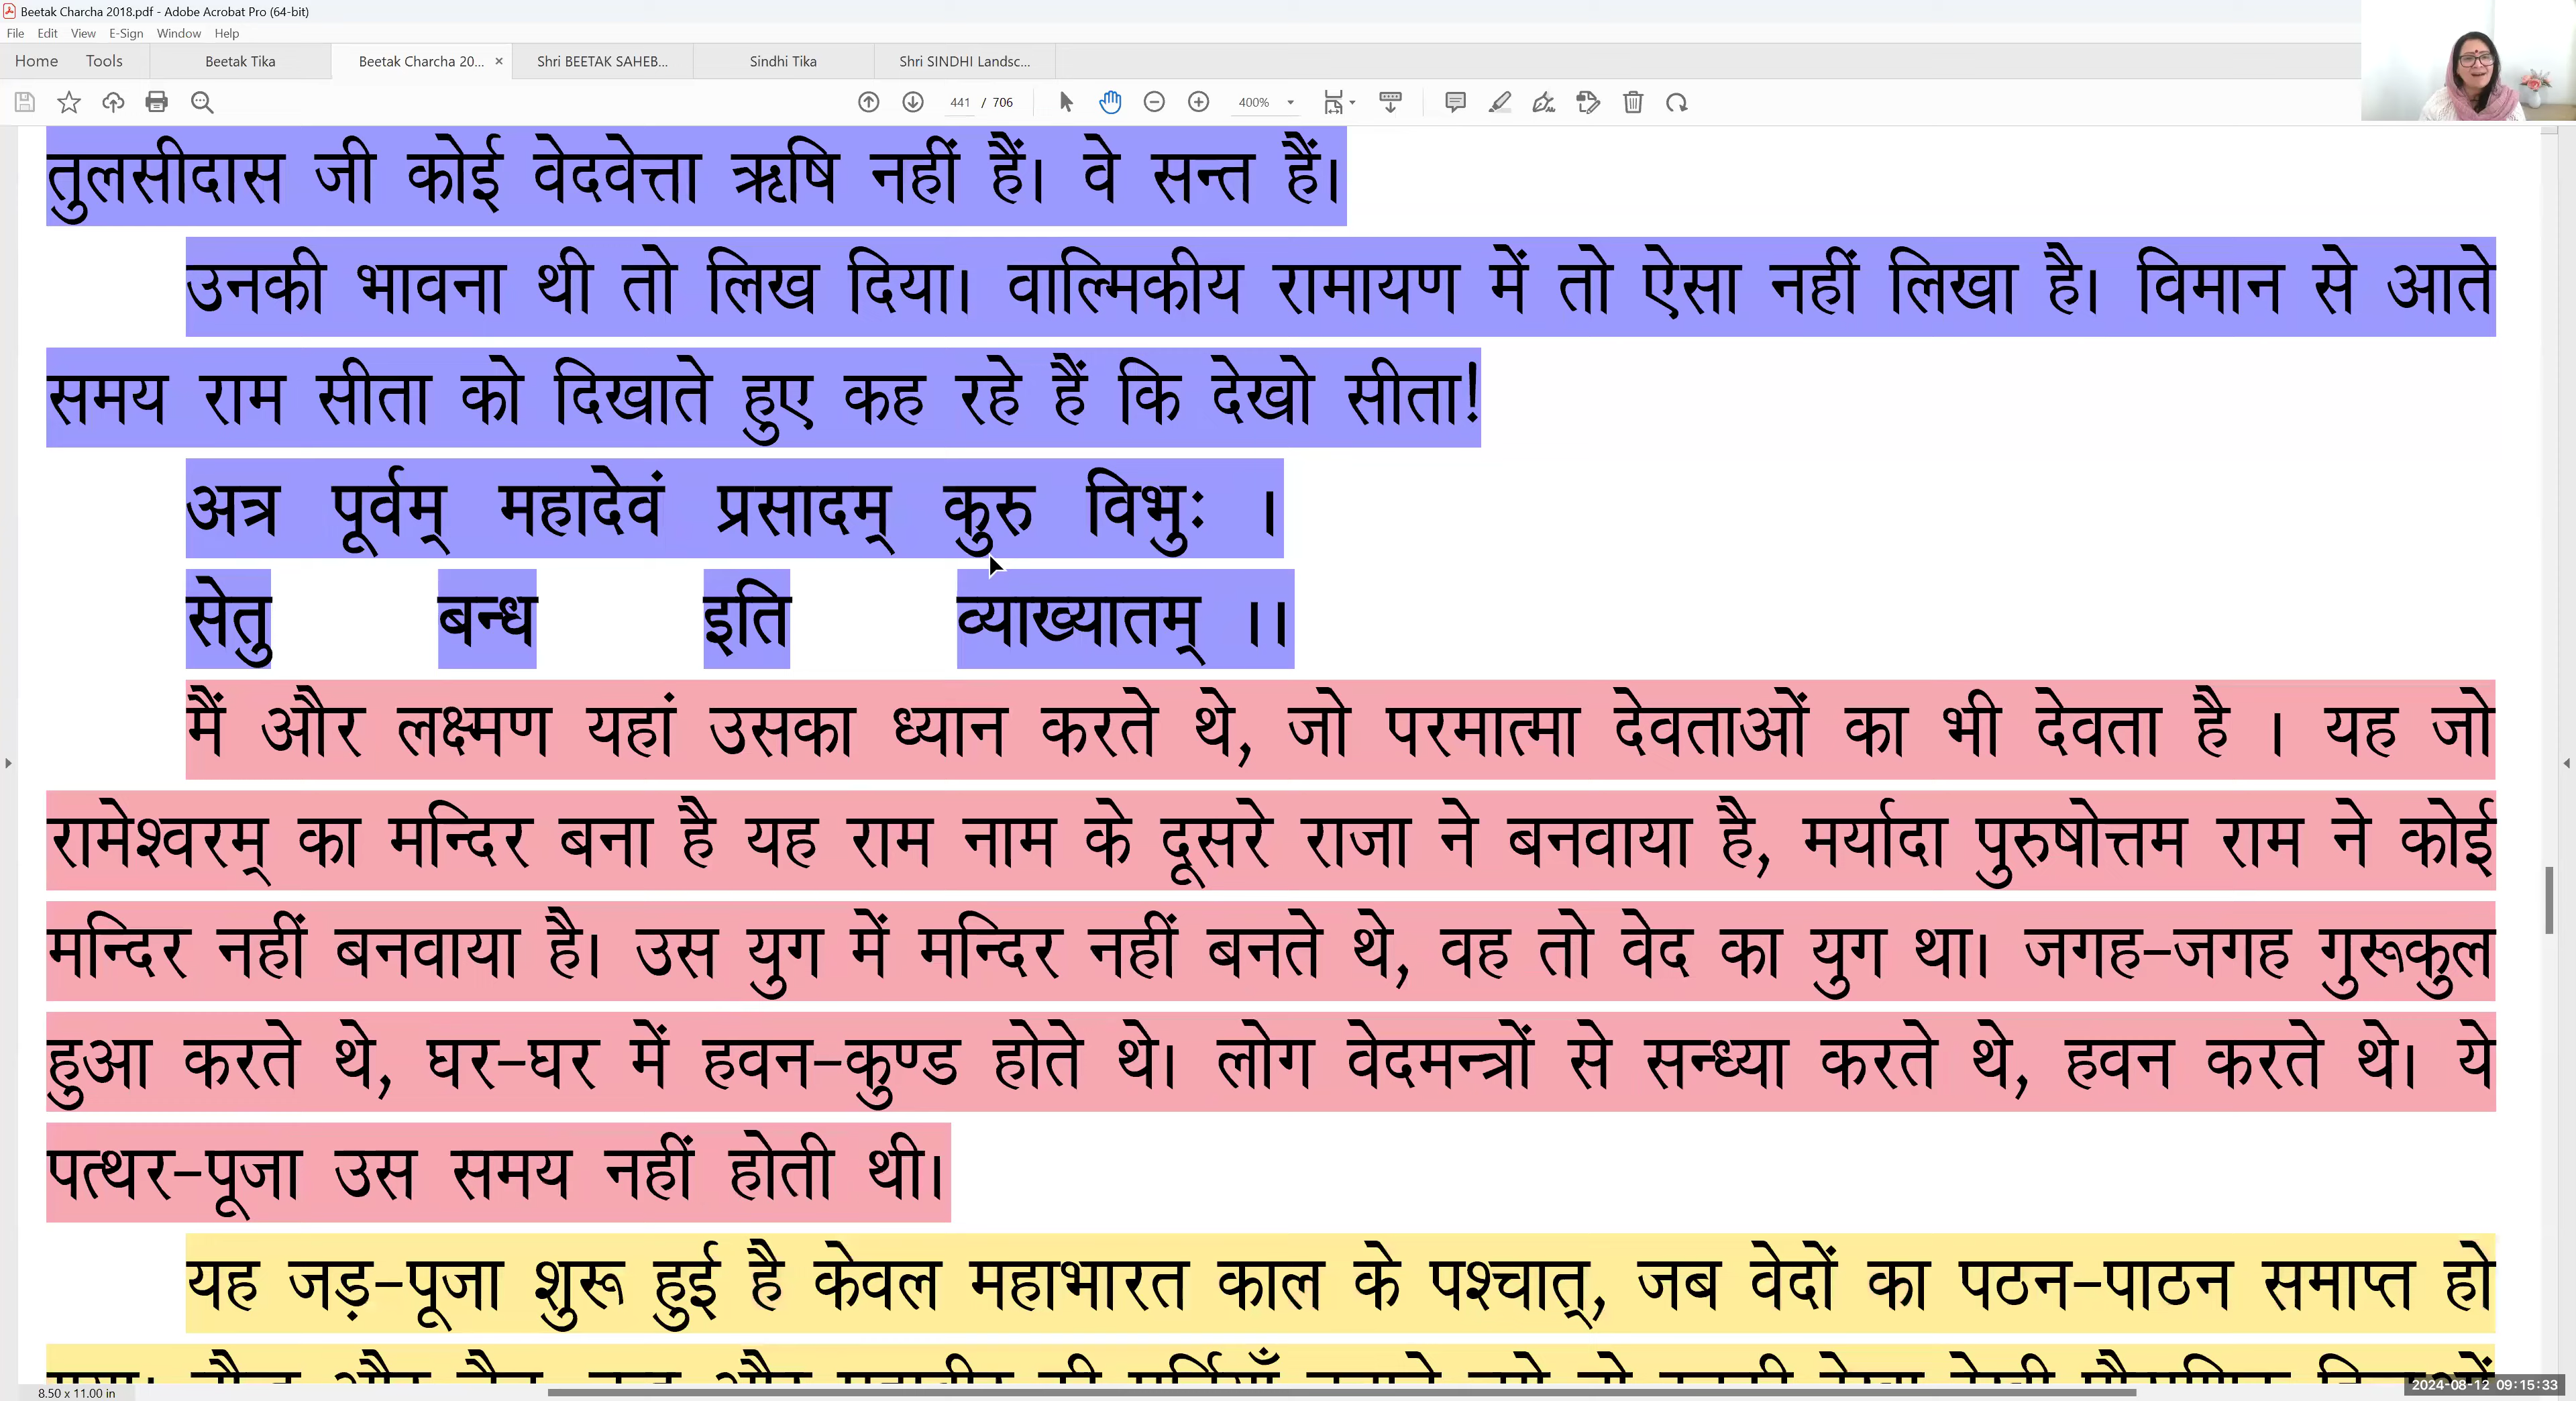 Beetak Charcha 2018.pdf - Adobe Acrobat Pro (64-bit)
File Edit View E-Sign Window Help
Home Tools Beetak Tika Beetak Charcha 20... × Shri BEETAK SAHEB... Sindhi Tika Shri SINDHI Landsc...
441 / 706 400%
तुलसीदास जी कोई वेदवेत्ता ऋषि नहीं हैं। वे सन्त हैं।
उनकी भावना थी तो लिख दिया। वाल्मिकीय रामायण में तो ऐसा नहीं लिखा है। विमान से आते
समय राम सीता को दिखाते हुए कह रहे हैं कि देखो सीता!
अत्र पूर्वम् महादेवं प्रसादम् कुरु विभुः ।
सेतु बन्ध इति व्याख्यातम् ।।
मैं और लक्ष्मण यहां उसका ध्यान करते थे, जो परमात्मा देवताओं का भी देवता है । यह जो
रामेश्वरम् का मन्दिर बना है यह राम नाम के दूसरे राजा ने बनवाया है, मर्यादा पुरुषोत्तम राम ने कोई
मन्दिर नहीं बनवाया है। उस युग में मन्दिर नहीं बनते थे, वह तो वेद का युग था। जगह-जगह गुरूकुल
हुआ करते थे, घर-घर में हवन-कुण्ड होते थे। लोग वेदमन्त्रों से सन्ध्या करते थे, हवन करते थे। ये
पत्थर-पूजा उस समय नहीं होती थी।
यह जड़-पूजा शुरू हुई है केवल महाभारत काल के पश्चात्, जब वेदों का पठन-पाठन समाप्त हो
8.50 x 11.00 in
2024-08-12 09:15:33